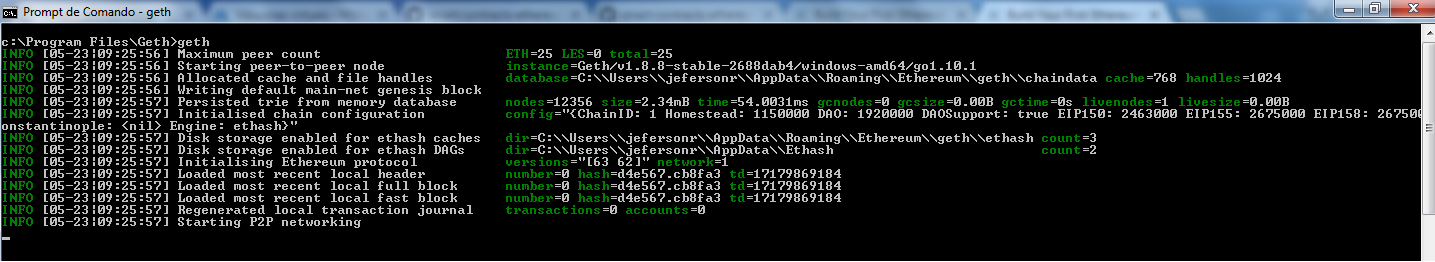 Prompt de Comando - geth
c:\Program Files\Geth>geth
INFO [05-23|09:25:56] Maximum peer count ETH=25 LES=0 total=25
INFO [05-23|09:25:56] Starting peer-to-peer node instance=Geth/v1.8.8-stable-2688dab4/windows-amd64/go1.10.1
INFO [05-23|09:25:56] Allocated cache and file handles database=C:\\Users\\jefersonr\\AppData\\Roaming\\Ethereum\\geth\\chaindata cache=768 handles=1024
INFO [05-23|09:25:56] Writing default main-net genesis block
INFO [05-23|09:25:57] Persisted trie from memory database nodes=12356 size=2.34mB time=54.0031ms gcnodes=0 gcsize=0.00B gctime=0s livenodes=1 livesize=0.00B
INFO [05-23|09:25:57] Initialised chain configuration config="{ChainID: 1 Homestead: 1150000 DAO: 1920000 DAOSupport: true EIP150: 2463000 EIP155: 2675000 EIP158: 267500
onstantinople: <nil> Engine: ethash}"
INFO [05-23|09:25:57] Disk storage enabled for ethash caches dir=C:\\Users\\jefersonr\\AppData\\Roaming\\Ethereum\\geth\\ethash count=3
INFO [05-23|09:25:57] Disk storage enabled for ethash DAGs dir=C:\\Users\\jefersonr\\AppData\\Ethash count=2
INFO [05-23|09:25:57] Initialising Ethereum protocol versions="[63 62]" network=1
INFO [05-23|09:25:57] Loaded most recent local header number=0 hash=d4e567.cb8fa3 td=17179869184
INFO [05-23|09:25:57] Loaded most recent local full block number=0 hash=d4e567.cb8fa3 td=17179869184
INFO [05-23|09:25:57] Loaded most recent local fast block number=0 hash=d4e567.cb8fa3 td=17179869184
INFO [05-23|09:25:57] Regenerated local transaction journal transactions=0 accounts=0
INFO [05-23|09:25:57] Starting P2P networking